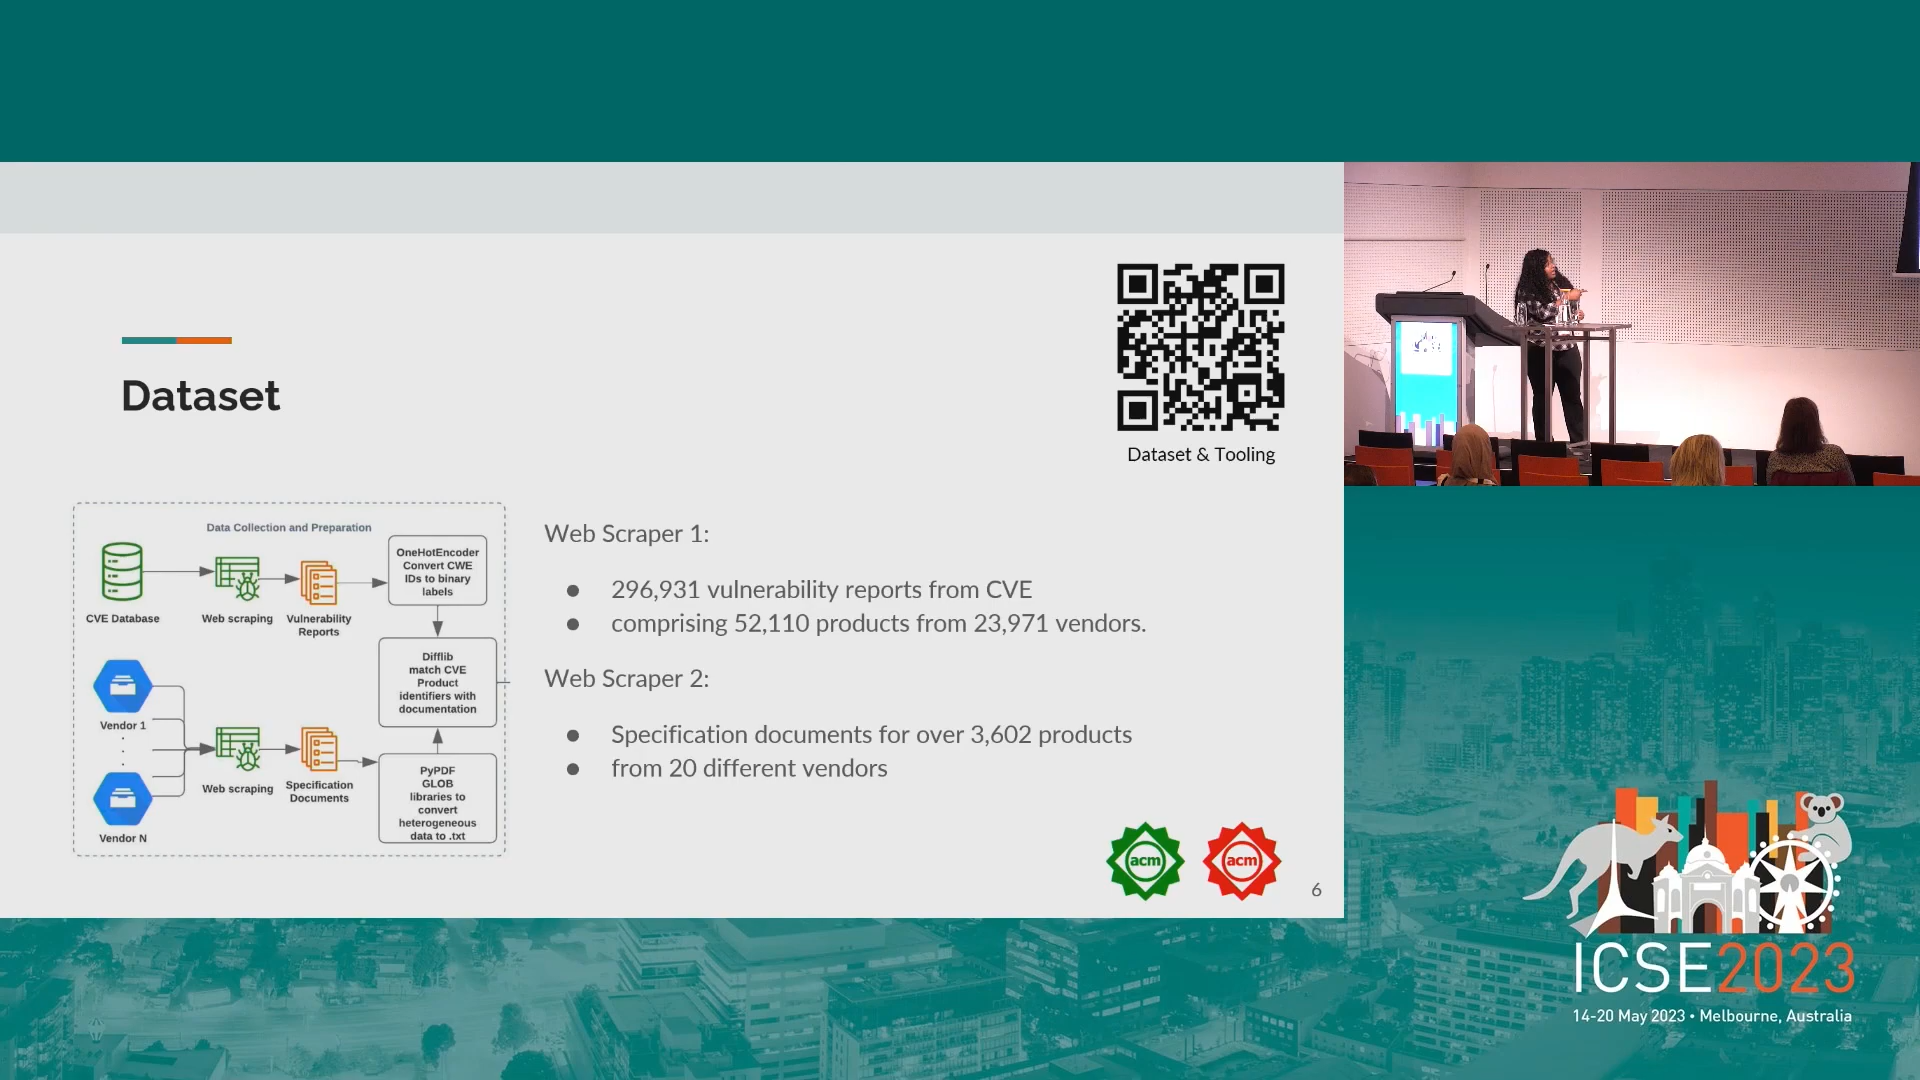 Dataset
Dataset & Tooling
Data Collection and Preparation
CVE Database
Web scraping
Vulnerability
Reports
OneHotEncoder
Convert CWE
IDs to binary
labels
Difflib
match CVE
Product
identifiers with
documentation
Vendor 1
.
.
Vendor N
Web scraping
Specification
Documents
PyPDF
GLOB
libraries to
convert
heterogeneous
data to .txt
Web Scraper 1:
● 296,931 vulnerability reports from CVE
● comprising 52,110 products from 23,971 vendors.
Web Scraper 2:
● Specification documents for over 3,602 products
● from 20 different vendors
acm
acm
6
ICSE2023
14-20 May 2023 • Melbourne, Australia